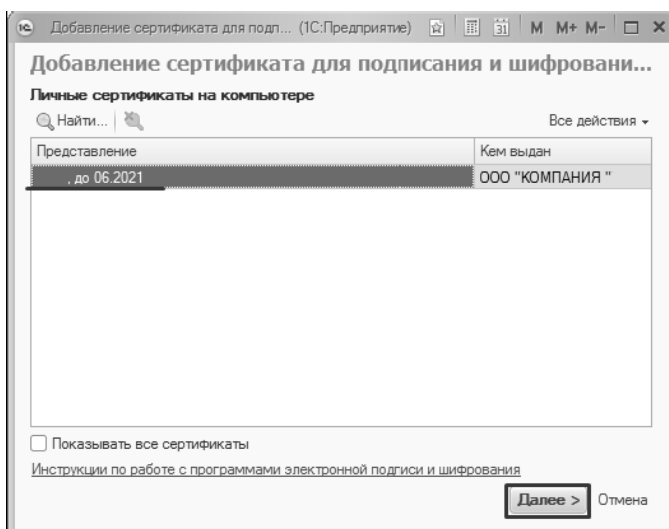 1С Добавление сертификата для подп... (1С:Предприятие) 31 M M+ M-
Добавление сертификата для подписания и шифровани...
Личные сертификаты на компьютере
Найти... Все действия
Представление Кем выдан
, до 06.2021 ООО "КОМПАНИЯ "
Показывать все сертификаты
Инструкции по работе с программами электронной подписи и шифрования
Далее > Отмена